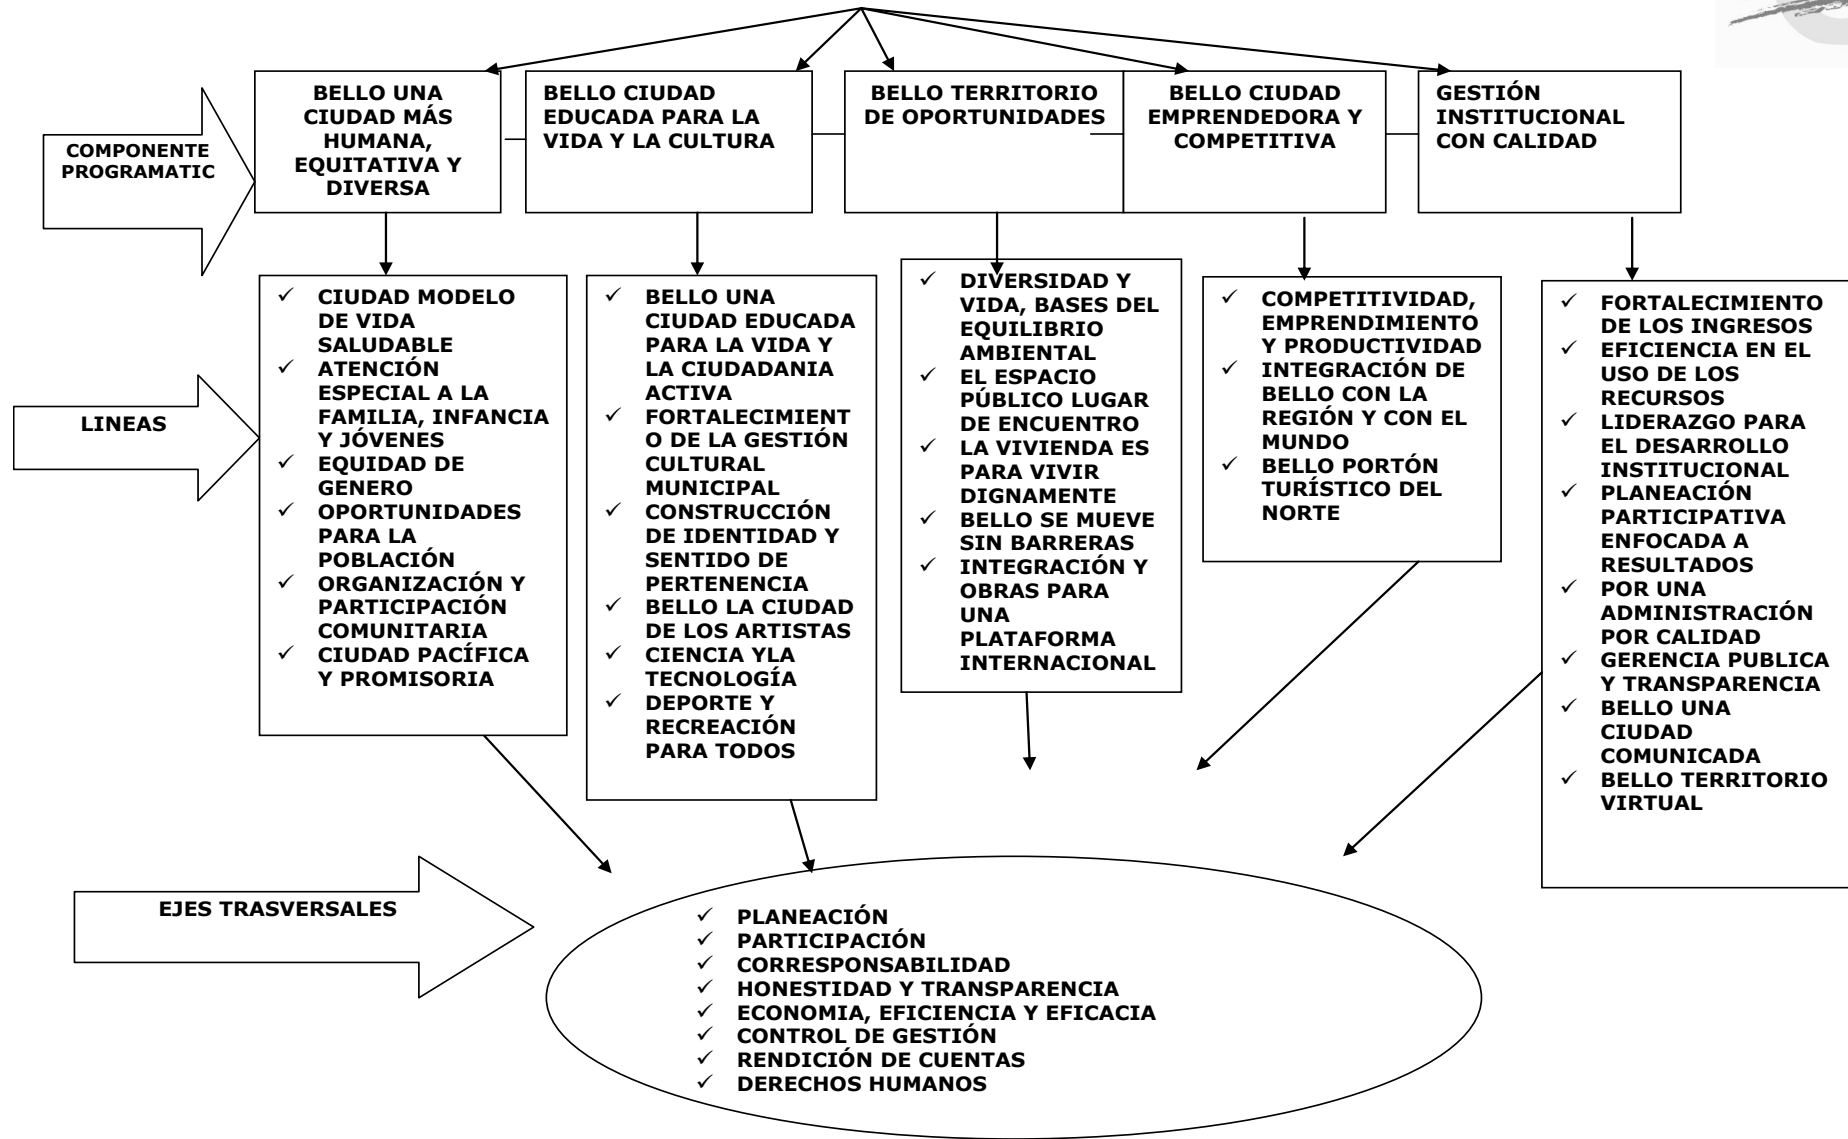 COMPONENTE
PROGRAMATIC
BELLO UNA
CIUDAD MÁS
HUMANA,
EQUITATIVA Y
DIVERSA
BELLO CIUDAD
EDUCADA PARA LA
VIDA Y LA CULTURA
BELLO TERRITORIO
DE OPORTUNIDADES
BELLO CIUDAD
EMPRENDEDORA Y
COMPETITIVA
GESTIÓN
INSTITUCIONAL
CON CALIDAD
LINEAS
✓ CIUDAD MODELO
DE VIDA
SALUDABLE
✓ ATENCIÓN
ESPECIAL A LA
FAMILIA, INFANCIA
Y JÓVENES
✓ EQUIDAD DE
GENERO
✓ OPORTUNIDADES
PARA LA
POBLACIÓN
✓ ORGANIZACIÓN Y
PARTICIPACIÓN
COMUNITARIA
✓ CIUDAD PACÍFICA
Y PROMISORIA
✓ BELLO UNA
CIUDAD EDUCADA
PARA LA VIDA Y
LA CIUDADANIA
ACTIVA
✓ FORTALECIMIENT
O DE LA GESTIÓN
CULTURAL
MUNICIPAL
✓ CONSTRUCCIÓN
DE IDENTIDAD Y
SENTIDO DE
PERTENENCIA
✓ BELLO LA CIUDAD
DE LOS ARTISTAS
✓ CIENCIA YLA
TECNOLOGÍA
✓ DEPORTE Y
RECREACIÓN
PARA TODOS
✓ DIVERSIDAD Y
VIDA, BASES DEL
EQUILIBRIO
AMBIENTAL
✓ EL ESPACIO
PÚBLICO LUGAR
DE ENCUENTRO
✓ LA VIVIENDA ES
PARA VIVIR
DIGNAMENTE
✓ BELLO SE MUEVE
SIN BARRERAS
✓ INTEGRACIÓN Y
OBRAS PARA
UNA
PLATAFORMA
INTERNACIONAL
✓ COMPETITIVIDAD,
EMPRENDIMIENTO
Y PRODUCTIVIDAD
✓ INTEGRACIÓN DE
BELLO CON LA
REGIÓN Y CON EL
MUNDO
✓ BELLO PORTÓN
TURÍSTICO DEL
NORTE
✓ FORTALECIMIENTO
DE LOS INGRESOS
✓ EFICIENCIA EN EL
USO DE LOS
RECURSOS
✓ LIDERAZGO PARA
EL DESARROLLO
INSTITUCIONAL
✓ PLANEACIÓN
PARTICIPATIVA
ENFOCADA A
RESULTADOS
✓ POR UNA
ADMINISTRACIÓN
POR CALIDAD
✓ GERENCIA PUBLICA
Y TRANSPARENCIA
✓ BELLO UNA
CIUDAD
COMUNICADA
✓ BELLO TERRITORIO
VIRTUAL
EJES TRASVERSALES
✓ PLANEACIÓN
✓ PARTICIPACIÓN
✓ CORRESPONSABILIDAD
✓ HONESTIDAD Y TRANSPARENCIA
✓ ECONOMIA, EFICIENCIA Y EFICACIA
✓ CONTROL DE GESTIÓN
✓ RENDICIÓN DE CUENTAS
✓ DERECHOS HUMANOS